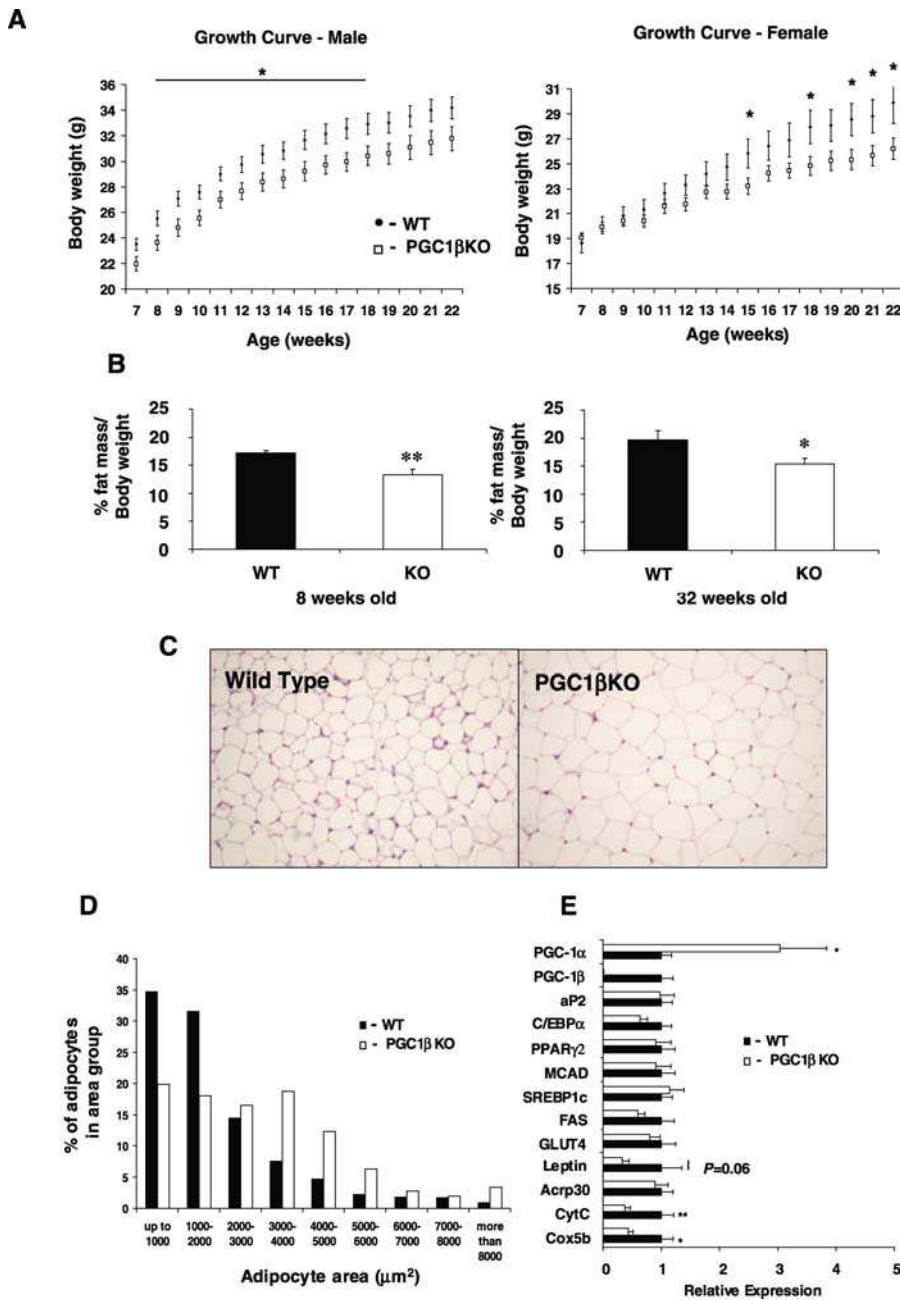 A
Growth Curve - Male
Growth Curve - Female
*
* * * * *
Body weight (g)
36
34
32
30
28
26
24
22
20
- WT
- PGC1βKO
7 8 9 10 11 12 13 14 15 16 17 18 19 20 21 22
Age (weeks)
Body weight (g)
31
29
27
25
23
21
19
17
15
7 8 9 10 11 12 13 14 15 16 17 18 19 20 21 22
Age (weeks)
B
% fat mass/
Body weight
25
20
15
10
5
0
**
WT KO
8 weeks old
% fat mass/
Body weight
25
20
15
10
5
0
*
WT KO
32 weeks old
C
Wild Type
PGC1βKO
D
% of adipocytes
in area group
40
35
30
25
20
15
10
5
0
- WT
- PGC1β KO
up to 1000
1000-2000
2000-3000
3000-4000
4000-5000
5000-6000
6000-7000
7000-8000
more than 8000
Adipocyte area (μm²)
E
PGC-1α
*
PGC-1β
aP2
C/EBPα
PPARγ2
MCAD
SREBP1c
FAS
GLUT4
Leptin
P=0.06
Acrp30
CytC
**
Cox5b
*
- WT
- PGC1β KO
0 1 2 3 4 5
Relative Expression